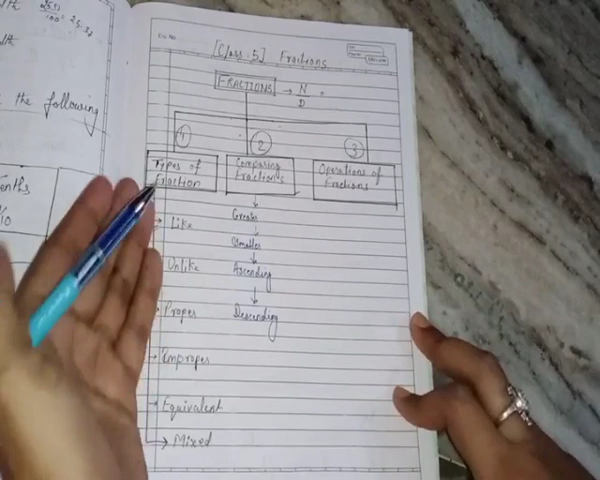 the following
[Class-5] Fractions
FRACTIONS → N/D =
1 2 3
Types of Fraction
Comparing Fractions
Operations of Fractions
Like
Unlike
Proper
Improper
Equivalent
Mixed
Greater
Smaller
Ascending
Descending